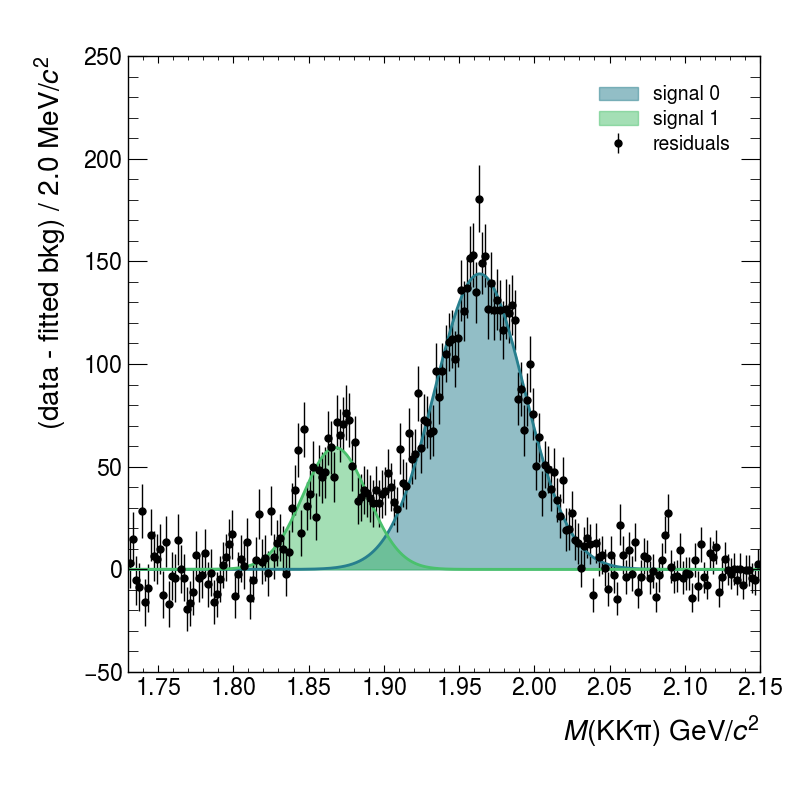 (data - fitted bkg) / 2.0 MeV/c²
250
200
150
100
50
0
−50
signal 0
signal 1
residuals
1.75 1.80 1.85 1.90 1.95 2.00 2.05 2.10 2.15
M(KKπ) GeV/c²